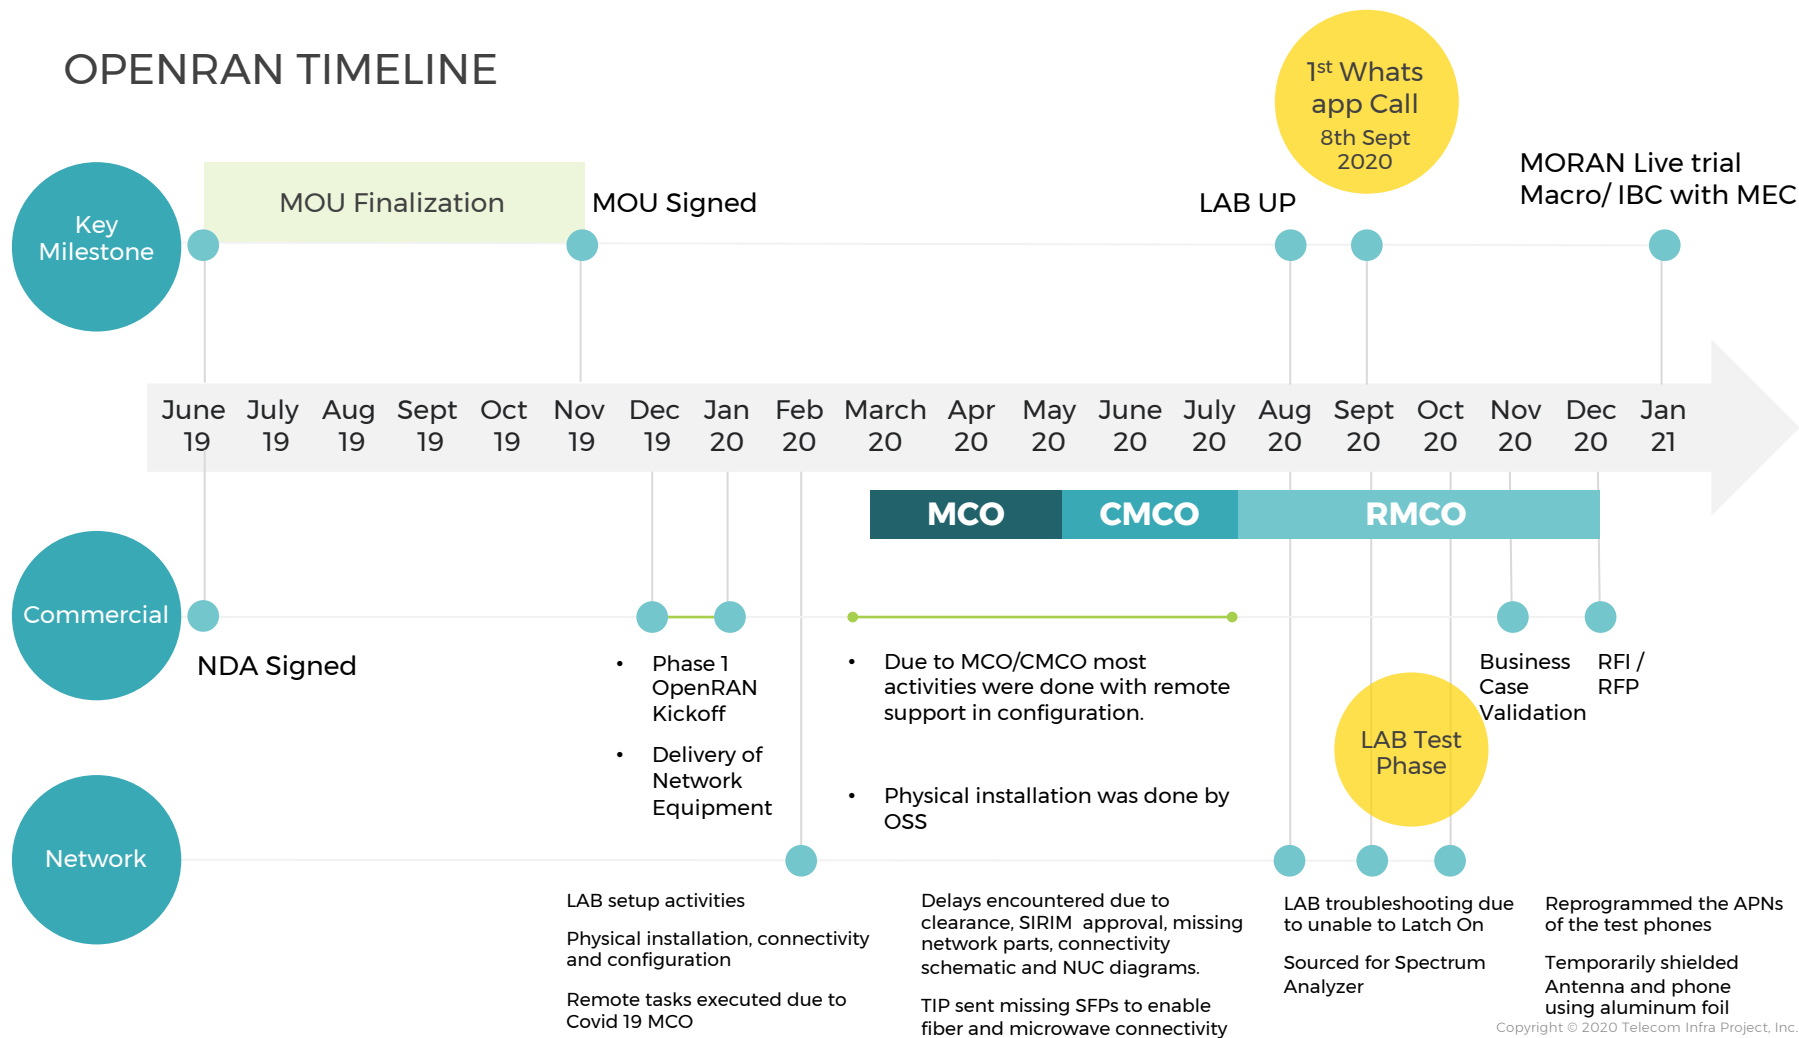 OPENRAN TIMELINE
1st Whats
app Call
8th Sept
2020
Key
Milestone
MOU Finalization
MOU Signed
LAB UP
MORAN Live trial
Macro/ IBC with MEC
June
19
July
19
Aug
19
Sept
19
Oct
19
Nov
19
Dec
19
Jan
20
Feb
20
March
20
Apr
20
May
20
June
20
July
20
Aug
20
Sept
20
Oct
20
Nov
20
Dec
20
Jan
21
MCO
CMCO
RMCO
Commercial
NDA Signed
• Phase 1
OpenRAN
Kickoff
• Delivery of
Network
Equipment
• Due to MCO/CMCO most
activities were done with remote
support in configuration.
• Physical installation was done by
OSS
Business
Case
Validation
RFI /
RFP
LAB Test
Phase
Network
LAB setup activities
Physical installation, connectivity
and configuration
Remote tasks executed due to
Covid 19 MCO
Delays encountered due to
clearance, SIRIM approval, missing
network parts, connectivity
schematic and NUC diagrams.
TIP sent missing SFPs to enable
fiber and microwave connectivity
LAB troubleshooting due
to unable to Latch On
Sourced for Spectrum
Analyzer
Reprogrammed the APNs
of the test phones
Temporarily shielded
Antenna and phone
using aluminum foil
Copyright © 2020 Telecom Infra Project, Inc.